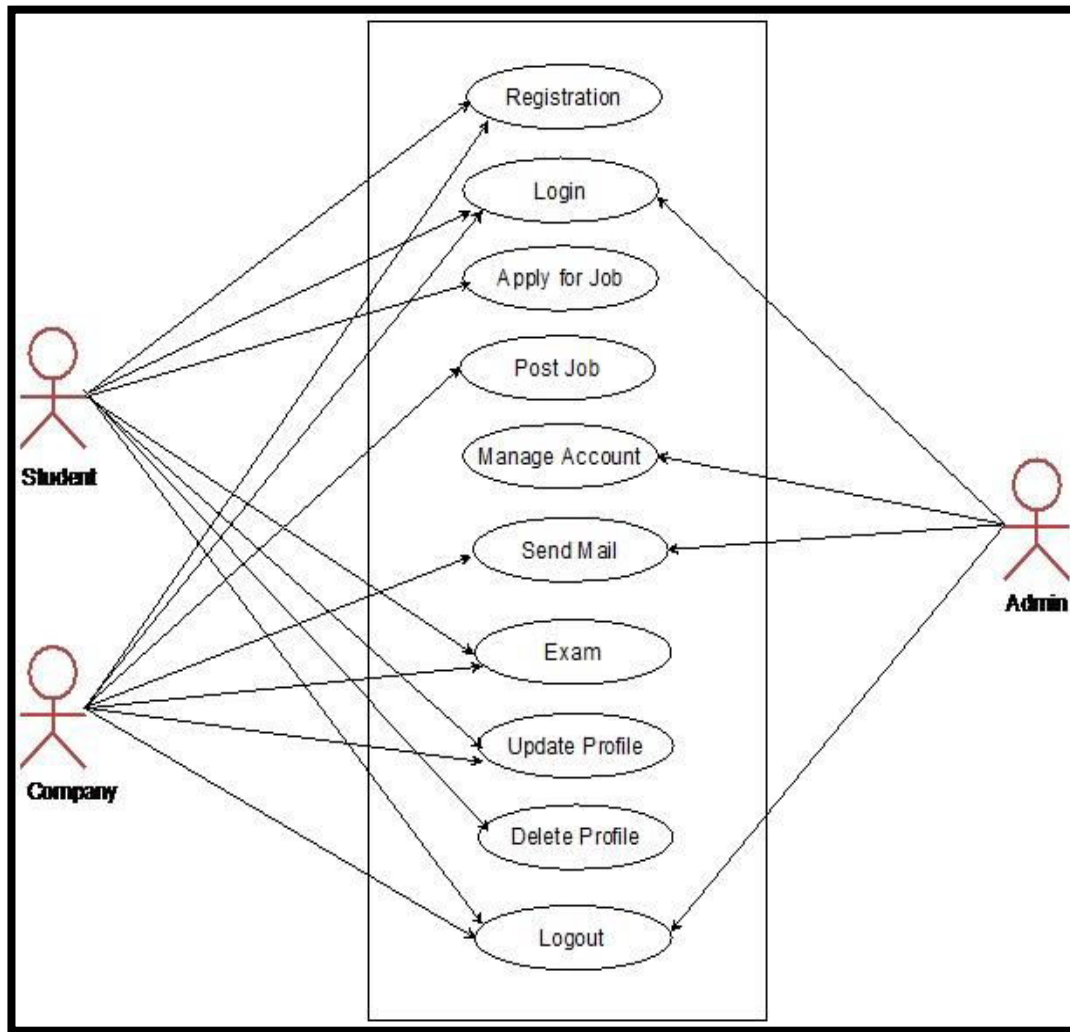 Registration
Login
Apply for Job
Post Job
Student
Manage Account
Send Mail
Admin
Exam
Update Profile
Company
Delete Profile
Logout